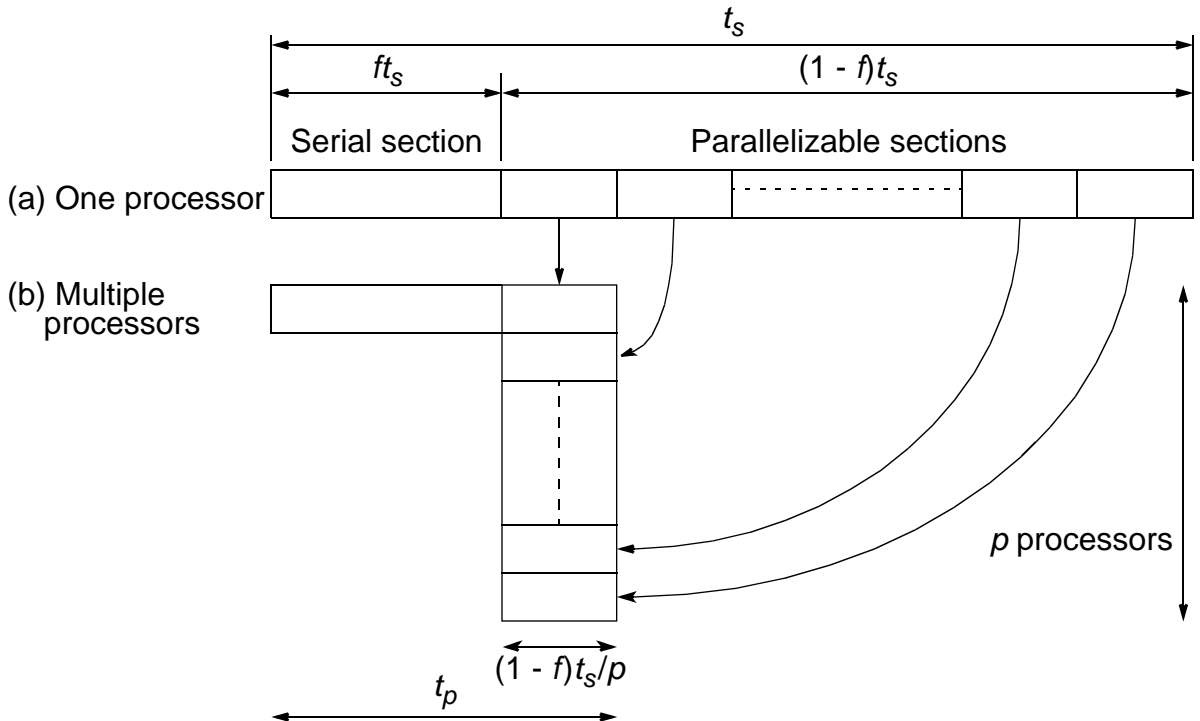 t_s
ft_s
(1 - f)t_s
Serial section
Parallelizable sections
(a) One processor
(b) Multiple
processors
p processors
(1 - f)t_s/p
t_p